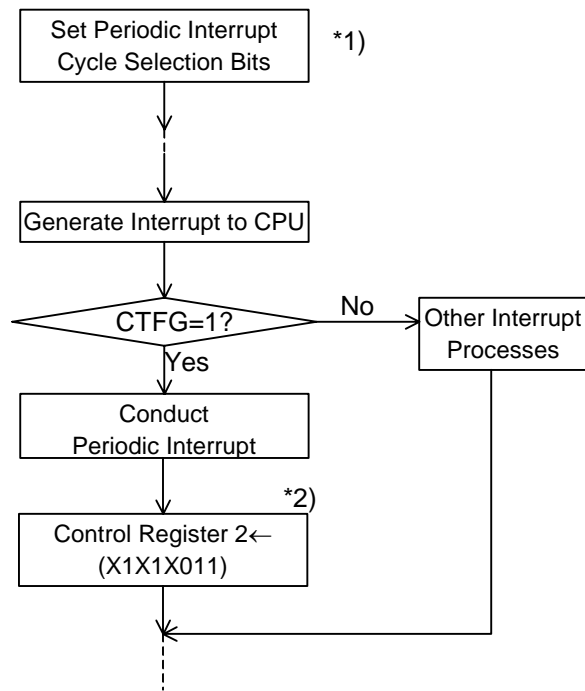 Set Periodic Interrupt
Cycle Selection Bits
*1)
Generate Interrupt to CPU
CTFG=1?
No
Other Interrupt
Processes
Yes
Conduct
Periodic Interrupt
*2)
Control Register 2←
(X1X1X011)